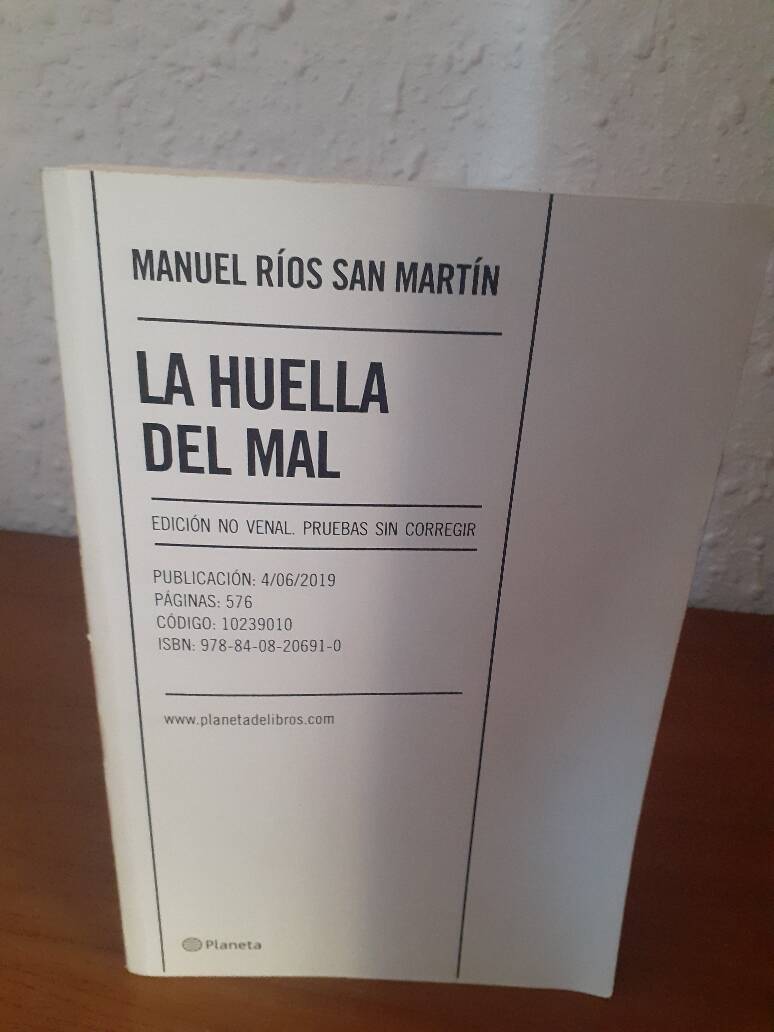 MANUEL RÍOS SAN MARTÍN
LA HUELLA
DEL MAL
EDICIÓN NO VENAL. PRUEBAS SIN CORREGIR
PUBLICACIÓN: 4/06/2019
PÁGINAS: 576
CÓDIGO: 10239010
ISBN: 978-84-08-20691-0
www.planetadelibros.com
Planeta